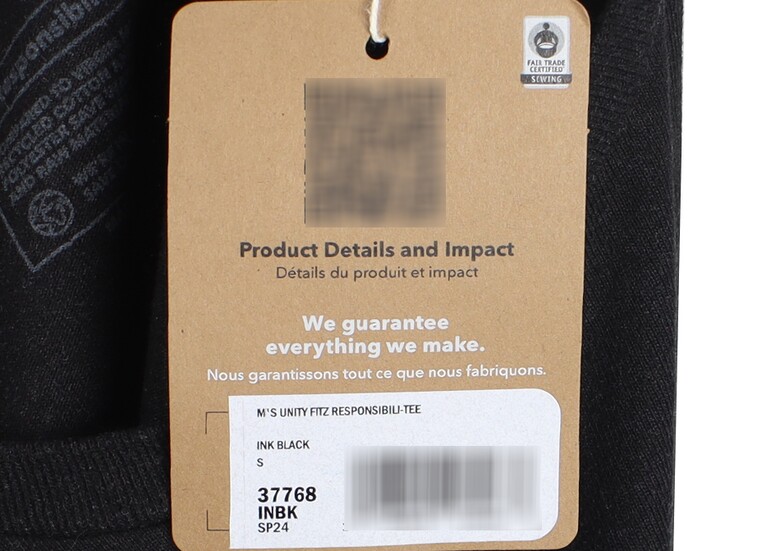 FAIR TRADE
CERTIFIED
SEWING
Product Details and Impact
Détails du produit et impact
We guarantee
everything we make.
Nous garantissons tout ce que nous fabriquons.
M'S UNITY FITZ RESPONSIBILI-TEE
INK BLACK
S
37768
INBK
SP24